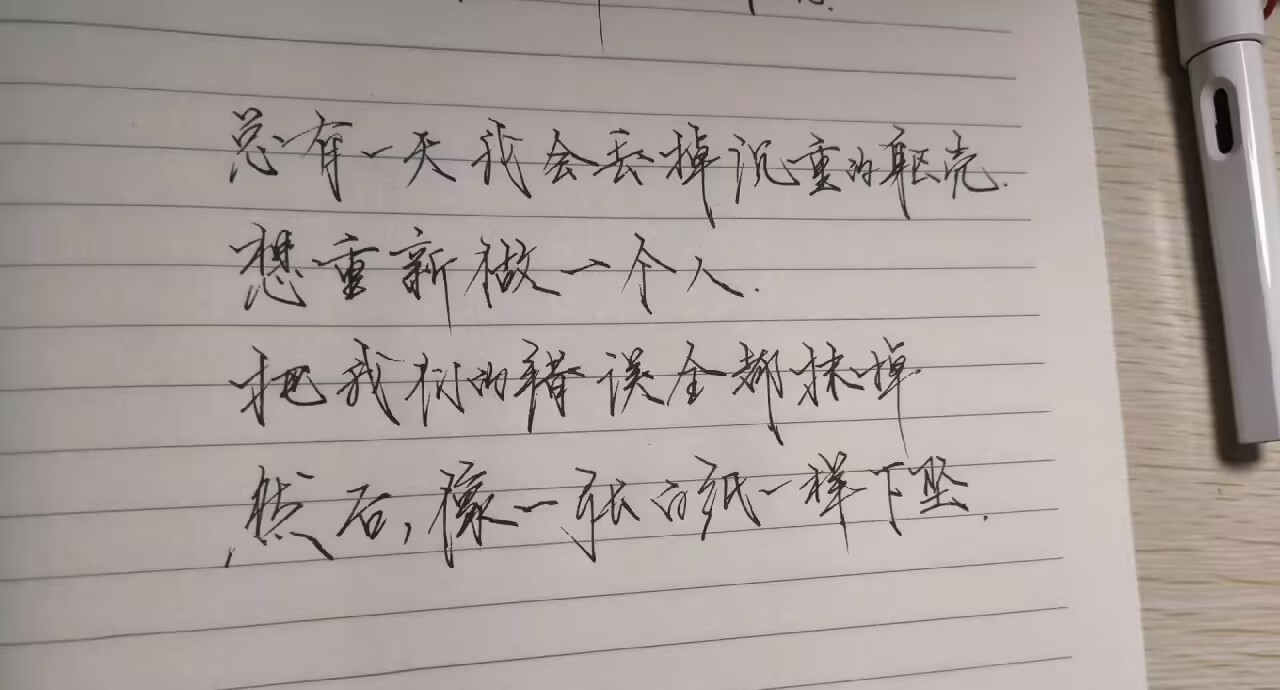 总有一天我会丢掉沉重的躯壳.
想重新做一个人.
把我们的错误全都抹掉
然后,像一张白纸一样下坠.